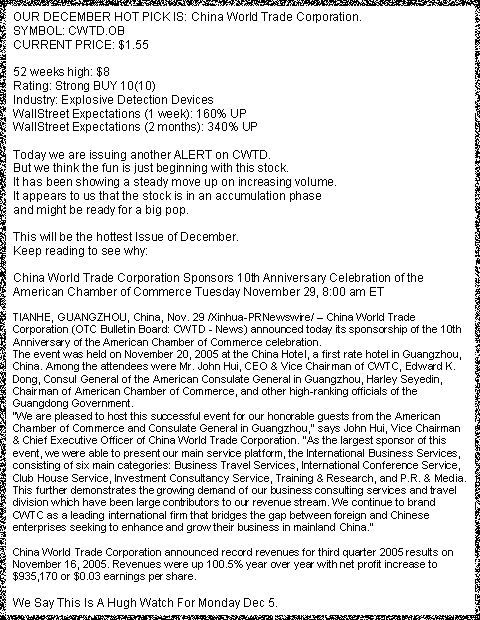 OUR DECEMBER HOT PICK IS: China World Trade Corporation.
SYMBOL: CWTD.OB
CURRENT PRICE: $1.55
52 weeks high: $8
Rating: Strong BUY 10(10)
Industry: Explosive Detection Devices
WallStreet Expectations (1 week): 160% UP
WallStreet Expectations (2 months): 340% UP
Today we are issuing another ALERT on CWTD.
But we think the fun is just beginning with this stock.
It has been showing a steady move up on increasing volume.
It appears to us that the stock is in an accumulation phase
and might be ready for a big pop.
This will be the hottest Issue of December.
Keep reading to see why:
China World Trade Corporation Sponsors 10th Anniversary Celebration of the
American Chamber of Commerce Tuesday November 29, 8:00 am ET
TIANHE, GUANGZHOU, China, Nov. 29 /Xinhua-PRNewswire/ – China World Trade
Corporation (OTC Bulletin Board: CWTD - News) announced today its sponsorship of the 10th
Anniversary of the American Chamber of Commerce celebration.
The event was held on November 20, 2005 at the China Hotel, a first rate hotel in Guangzhou,
China. Among the attendees were Mr. John Hui, CEO & Vice Chairman of CWTC, Edward K.
Dong, Consul General of the American Consulate General in Guangzhou, Harley Seyedin,
Chairman of American Chamber of Commerce, and other high-ranking officials of the
Guangdong Government.
"We are pleased to host this successful event for our honorable guests from the American
Chamber of Commerce and Consulate General in Guangzhou," says John Hui, Vice Chairman
& Chief Executive Officer of China World Trade Corporation. "As the largest sponsor of this
event, we were able to present our main service platform, the International Business Services,
consisting of six main categories: Business Travel Services, International Conference Service,
Club House Service, Investment Consultancy Service, Training & Research, and P.R. & Media.
This further demonstrates the growing demand of our business consulting services and travel
division which have been large contributors to our revenue stream. We continue to brand
CWTC as a leading international firm that bridges the gap between foreign and Chinese
enterprises seeking to enhance and grow their business in mainland China."
China World Trade Corporation announced record revenues for third quarter 2005 results on
November 16, 2005. Revenues were up 100.5% year over year with net profit increase to
$935,170 or $0.03 earnings per share.
We Say This Is A Hugh Watch For Monday Dec 5.